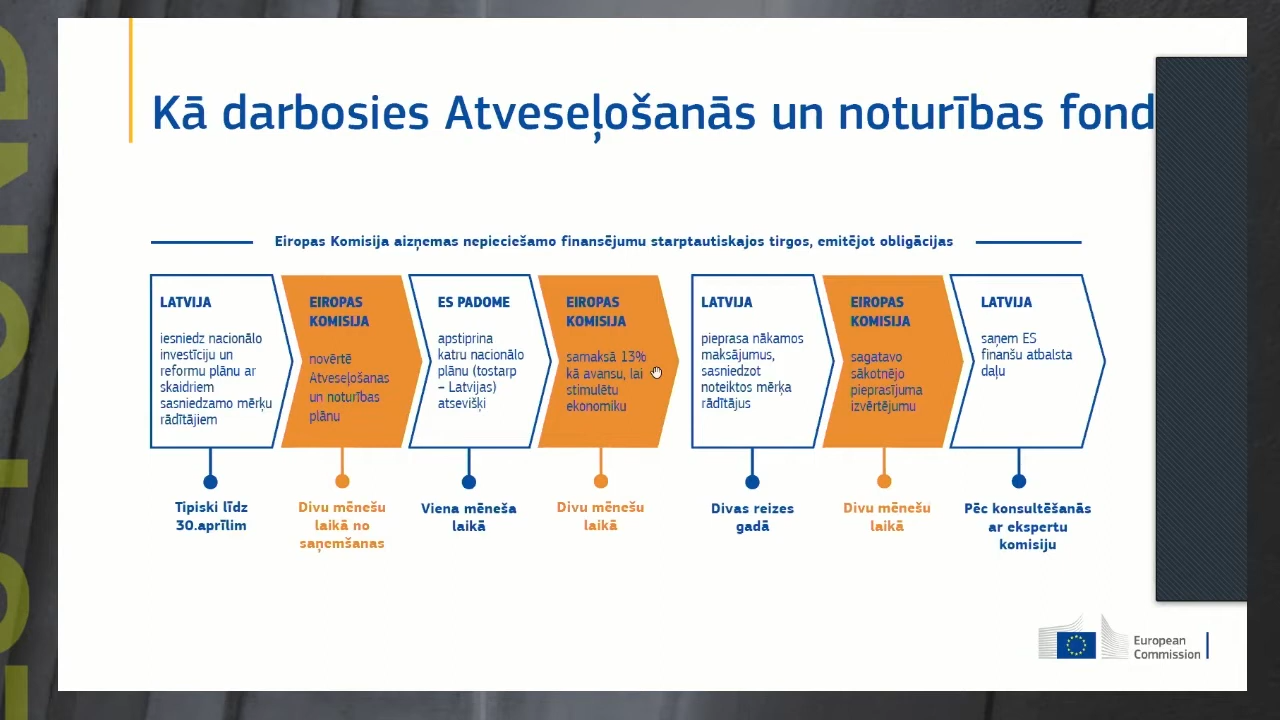 Kā darbosies Atveseļošanās un noturības fond
Eiropas Komisija aizņemas nepieciešamo finansējumu starptautiskajos tirgos, emitējot obligācijas
LATVIJA
iesniedz nacionālo
investīciju un
reformu plānu ar
skaidriem
sasniedzamo mērķu
rādītājiem
Tipiski līdz
30.aprīlim
EIROPAS
KOMISIJA
novērtē
Atveseļošanas
un noturības
plānu
Divu mēnešu
laikā no
saņemšanas
ES PADOME
apstiprina
katru nacionālo
plānu (tostarp
– Latvijas)
atsevišķi
Viena mēneša
laikā
EIROPAS
KOMISIJA
samaksā 13%
kā avansu, lai
stimulētu
ekonomiku
Divu mēnešu
laikā
LATVIJA
pieprasa nākamos
maksājumus,
sasniedzot
noteiktos mērķa
rādītājus
Divas reizes
gadā
EIROPAS
KOMISIJA
sagatavo
sākotnējo
pieprasījuma
izvērtējumu
Divu mēnešu
laikā
LATVIJA
saņem ES
finanšu atbalsta
daļu
Pēc konsultēšanās
ar ekspertu
komisiju
European
Commission